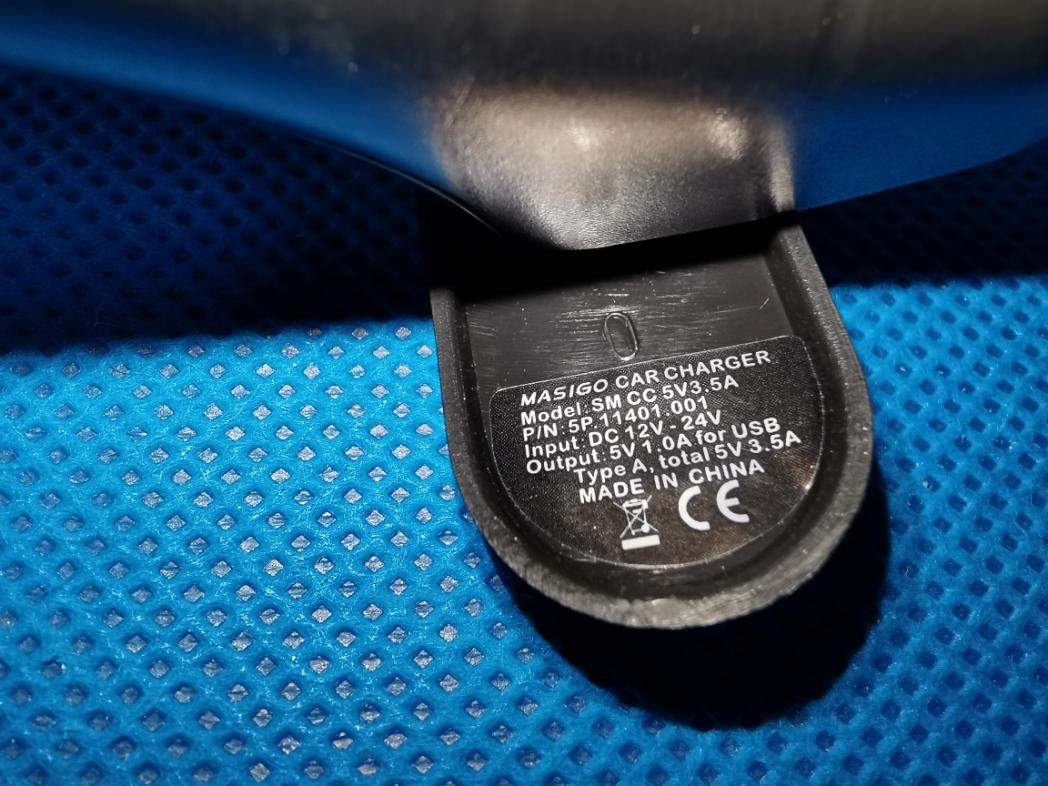 MASIGO CAR CHARGER
Model: SM CC 5V3.5A
P/N: 5P.11401.001
Input: DC 12V - 24V
Output: 5V 1.0A for USB
Type A, total 5V 3.5A
MADE IN CHINA
CE